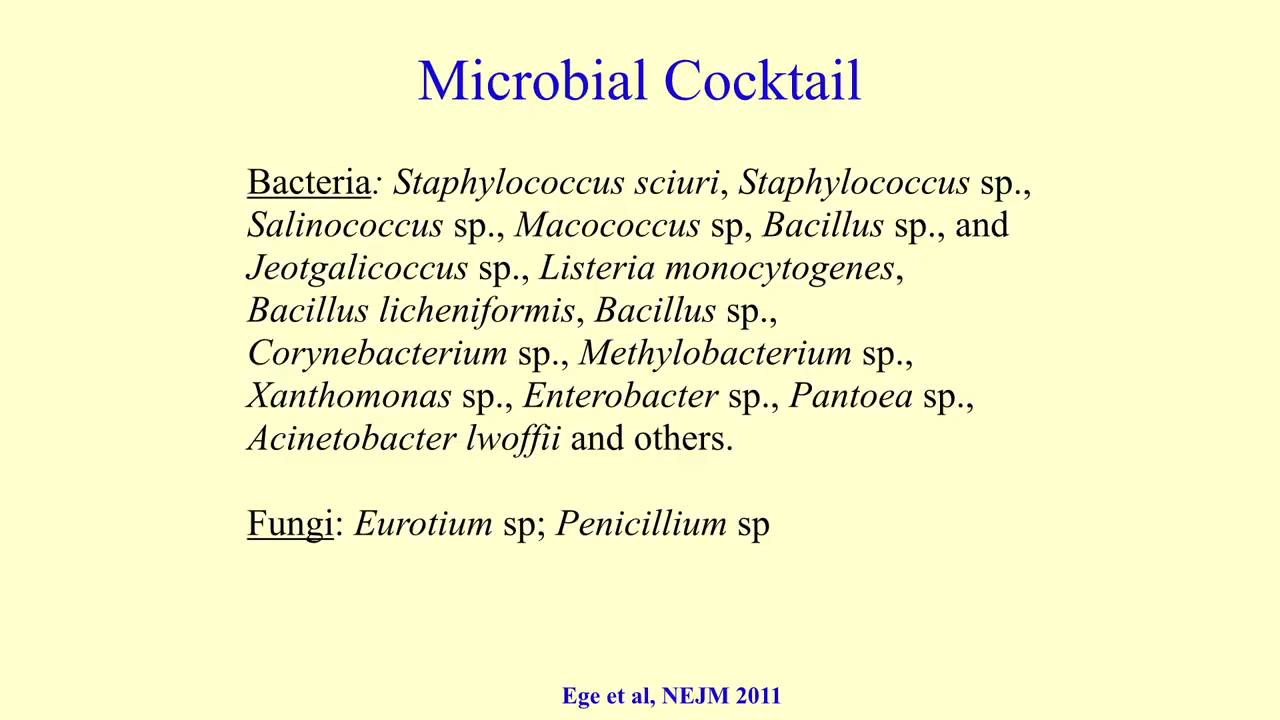 Microbial Cocktail
Bacteria: Staphylococcus sciuri, Staphylococcus sp.,
Salinococcus sp., Macococcus sp, Bacillus sp., and
Jeotgalicoccus sp., Listeria monocytogenes,
Bacillus licheniformis, Bacillus sp.,
Corynebacterium sp., Methylobacterium sp.,
Xanthomonas sp., Enterobacter sp., Pantoea sp.,
Acinetobacter lwoffii and others.
Fungi: Eurotium sp; Penicillium sp
Ege et al, NEJM 2011